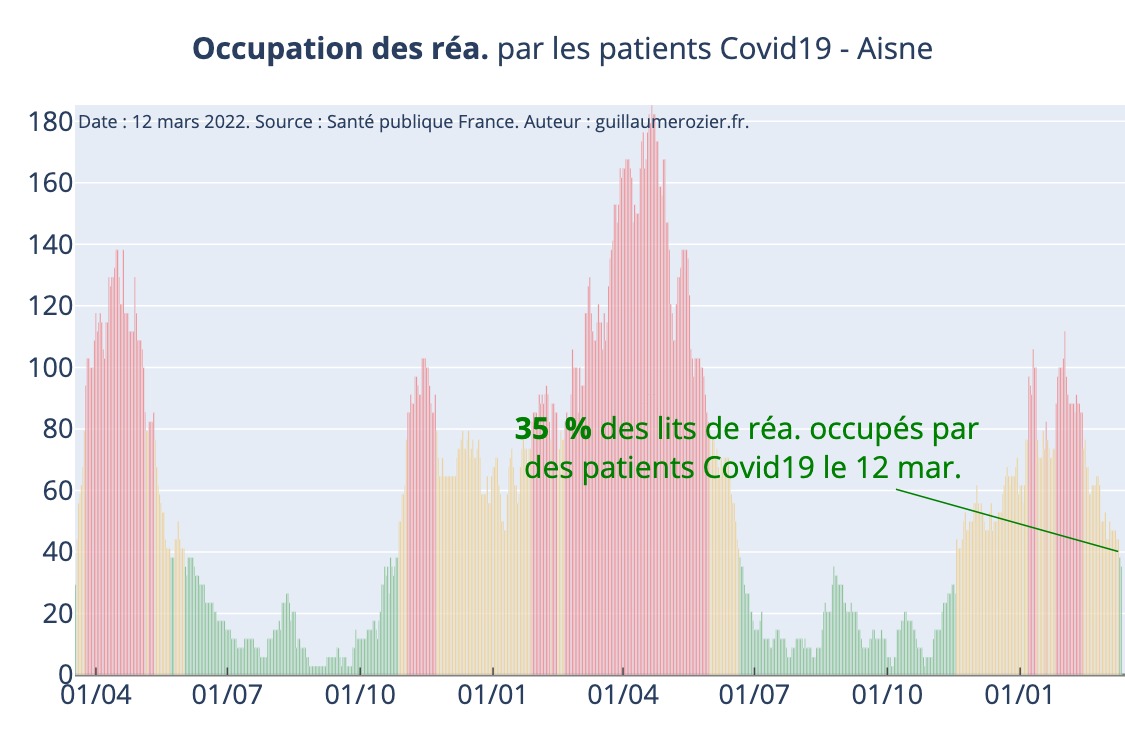 Occupation des réa. par les patients Covid19 - Aisne
180
Date : 12 mars 2022. Source : Santé publique France. Auteur : guillaumerozier.fr.
160
140
120
100
80
35 % des lits de réa. occupés par
des patients Covid19 le 12 mar.
60
40
20
0
01/04 01/07 01/10 01/01 01/04 01/07 01/10 01/01